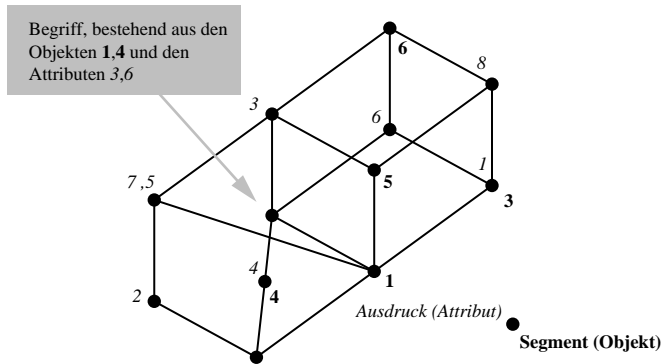 Begriff, bestehend aus den
Objekten 1,4 und den
Attributen 3,6
6
8
3
6
5
1
3
7 ,5
1
4
4
2
Ausdruck (Attribut)
Segment (Objekt)